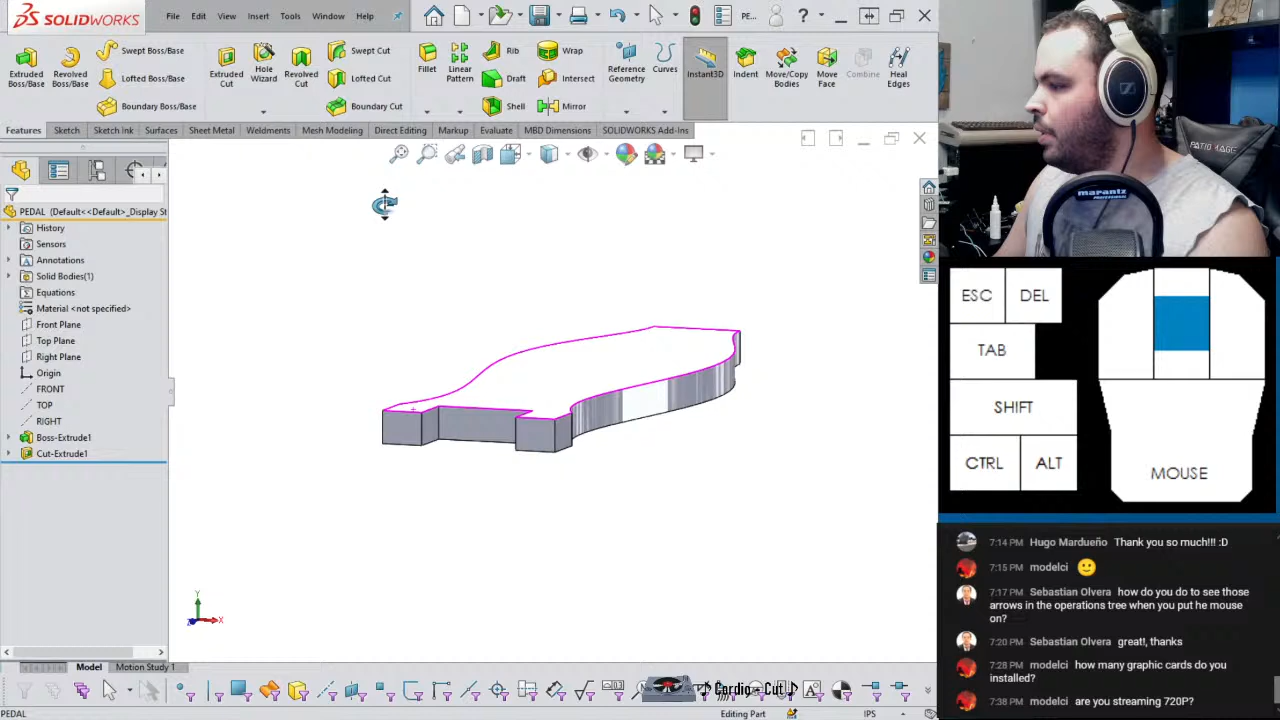 SOLIDWORKS
File
Edit
View
Insert
Tools
Window
Help
PE...
Extruded Boss/Base
Revolved Boss/Base
Swept Boss/Base
Lofted Boss/Base
Boundary Boss/Base
Extruded Cut
Hole Wizard
Revolved Cut
Swept Cut
Lofted Cut
Boundary Cut
Fillet
Linear Pattern
Rib
Draft
Shell
Wrap
Intersect
Mirror
Reference Geometry
Curves
Instant3D
Indent
Move/Copy Bodies
Move Face
Combine
Heal Edges
Features
Sketch
Sketch Ink
Surfaces
Sheet Metal
Weldments
Mesh Modeling
Direct Editing
Markup
Evaluate
MBD Dimensions
SOLIDWORKS Add-Ins
PEDAL (Default<<Default>_Display St
History
Sensors
Annotations
Solid Bodies(1)
Equations
Material <not specified>
Front Plane
Top Plane
Right Plane
Origin
FRONT
TOP
RIGHT
Boss-Extrude1
Cut-Extrude1
Y
X
Z
Model
Motion Study 1
Cardig - Cut
PEDAL
Editing Part
IPS
marantz
PROFESSIONAL
ESC
DEL
TAB
SHIFT
CTRL
ALT
MOUSE
7:14 PM Hugo Mardueño Thank you so much!!! :D
7:15 PM modelci 🙂
7:17 PM Sebastian Olvera how do you do to see those
arrows in the operations tree when you put he mouse
on?
7:20 PM Sebastian Olvera great!, thanks
7:28 PM modelci how many graphic cards do you
installed?
7:38 PM modelci are you streaming 720P?